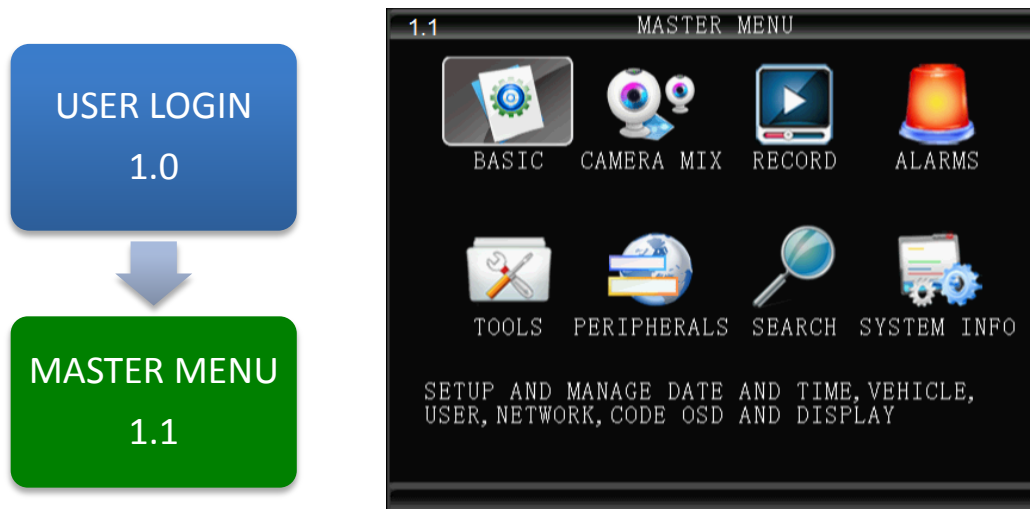 USER LOGIN
1.0
MASTER MENU
1.1
1.1 MASTER MENU
BASIC CAMERA MIX RECORD ALARMS
TOOLS PERIPHERALS SEARCH SYSTEM INFO
SETUP AND MANAGE DATE AND TIME,VEHICLE,
USER,NETWORK,CODE OSD AND DISPLAY